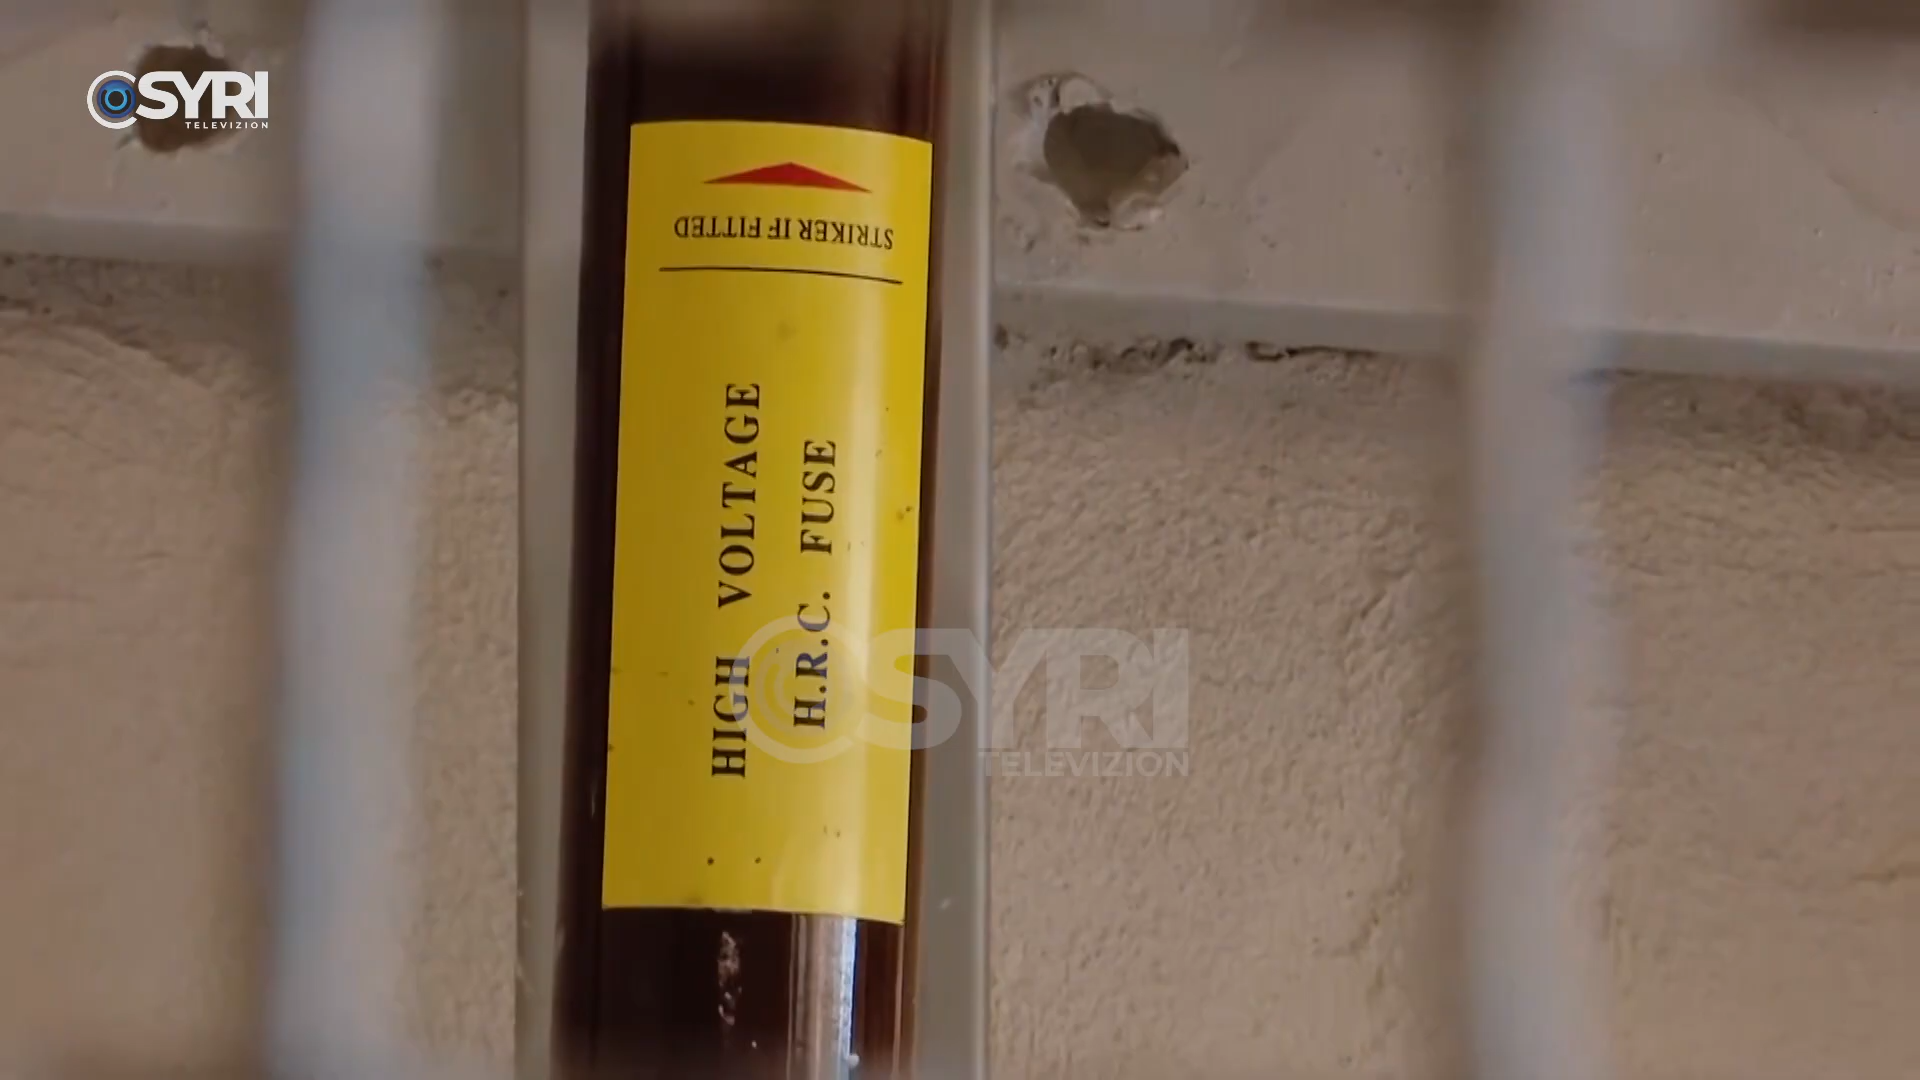 SYRI
TELEVIZION
STRIKER IF FITTED
HIGH VOLTAGE
H.R.C. FUSE
SYRI
TELEVIZION